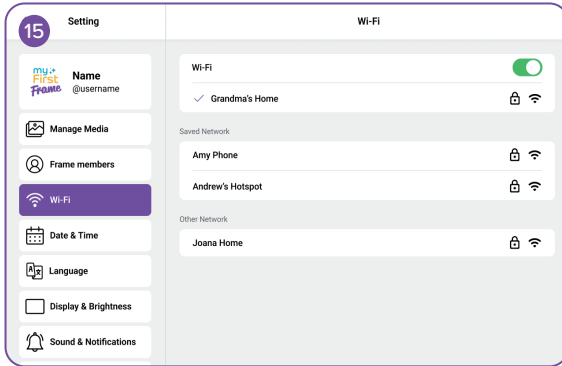 15
Setting
Wi-Fi
my
First
Frame
Name
@username
Manage Media
Frame members
Wi-Fi
Date & Time
Language
Display & Brightness
Sound & Notifications
Wi-Fi
Grandma's Home
Saved Network
Amy Phone
Andrew's Hotspot
Other Network
Joana Home